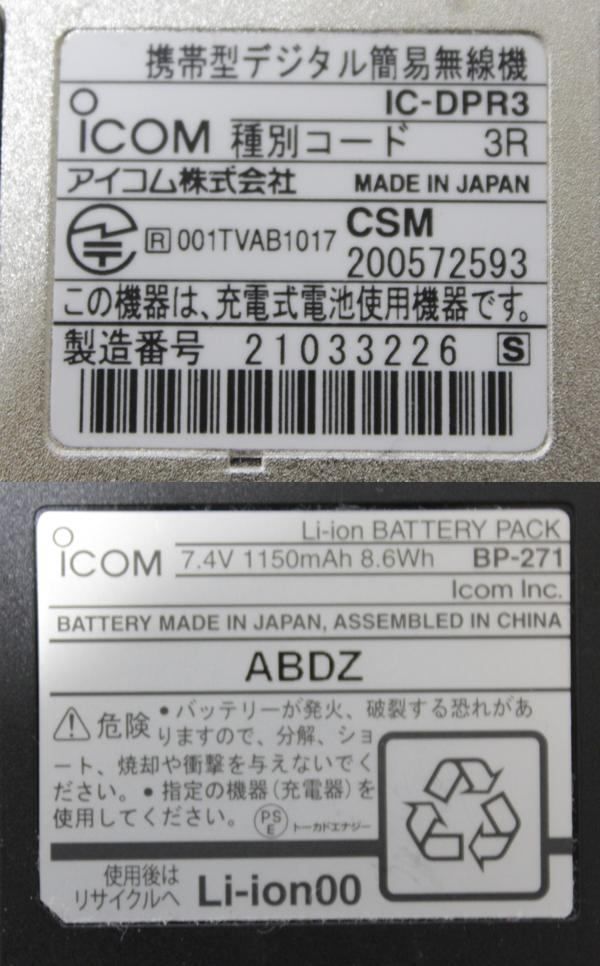 携帯型デジタル簡易無線機
IC-DPR3
ICOM 種別コード 3R
アイコム株式会社 MADE IN JAPAN
R 001TVAB1017 CSM
200572593
この機器は、充電式電池使用機器です。
製造番号 21033226 S
Li-ion BATTERY PACK
ICOM 7.4V 1150mAh 8.6Wh BP-271
Icom Inc.
BATTERY MADE IN JAPAN, ASSEMBLED IN CHINA
ABDZ
危険 •バッテリーが発火、破裂する恐れがあ
りますので、分解、ショ
ート、焼却や衝撃を与えないでく
ださい。•指定の機器(充電器)を
使用してください。 PSE トーカドエナジー
使用後は
リサイクルへ Li-ion00